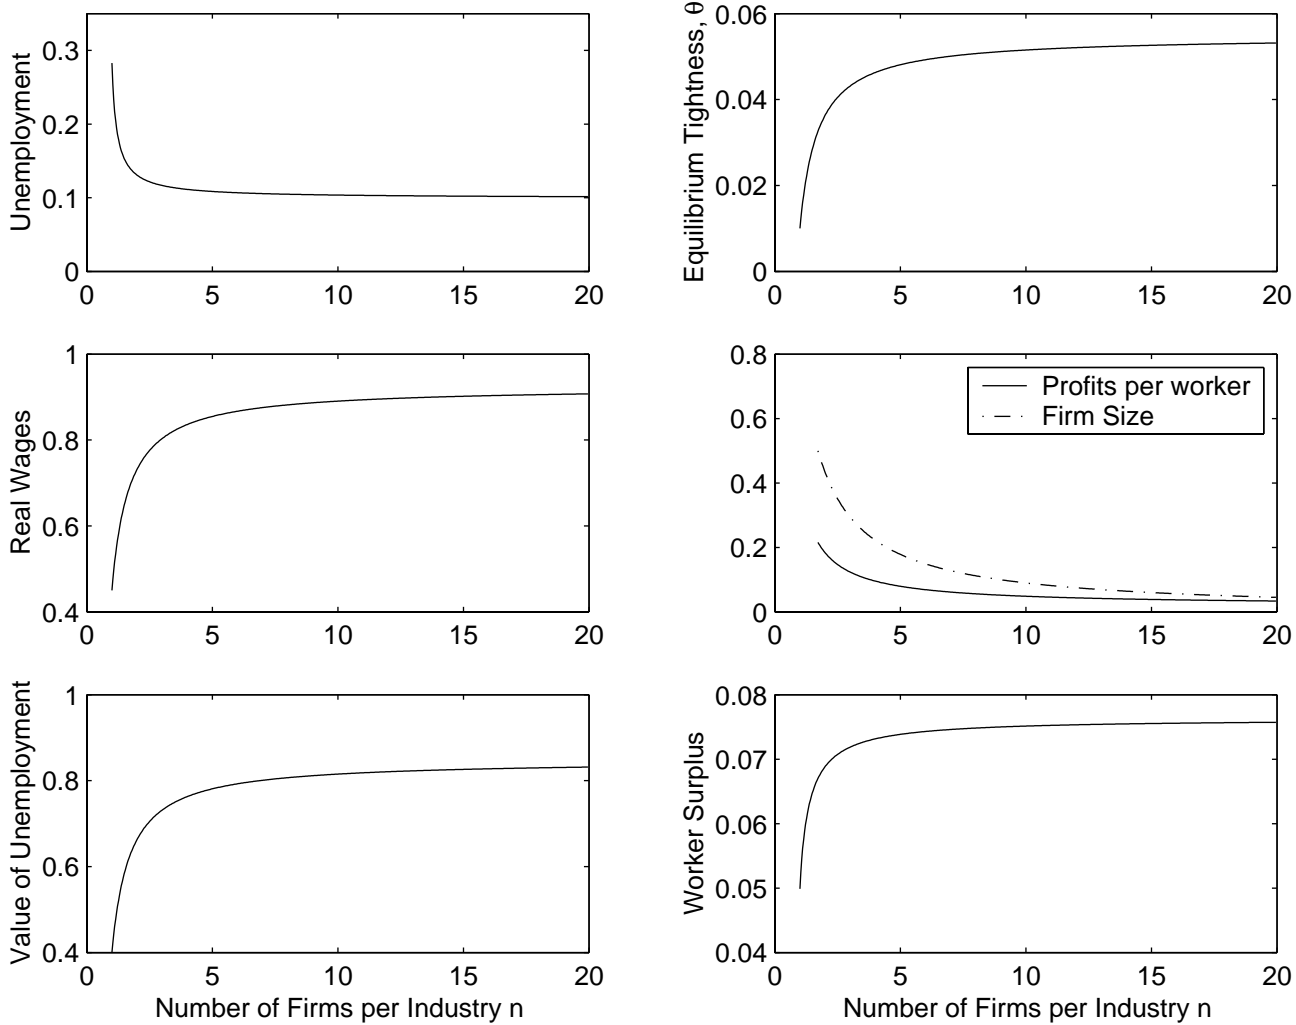 Unemployment
0.3
0.2
0.1
0
0 5 10 15 20
Equilibrium Tightness, θ
0.06
0.04
0.02
0
0 5 10 15 20
Real Wages
1
0.8
0.6
0.4
0 5 10 15 20
0.8
0.6
0.4
0.2
0
0 5 10 15 20
Profits per worker
Firm Size
Value of Unemployment
1
0.8
0.6
0.4
0 5 10 15 20
Number of Firms per Industry n
Worker Surplus
0.08
0.07
0.06
0.05
0.04
0 5 10 15 20
Number of Firms per Industry n